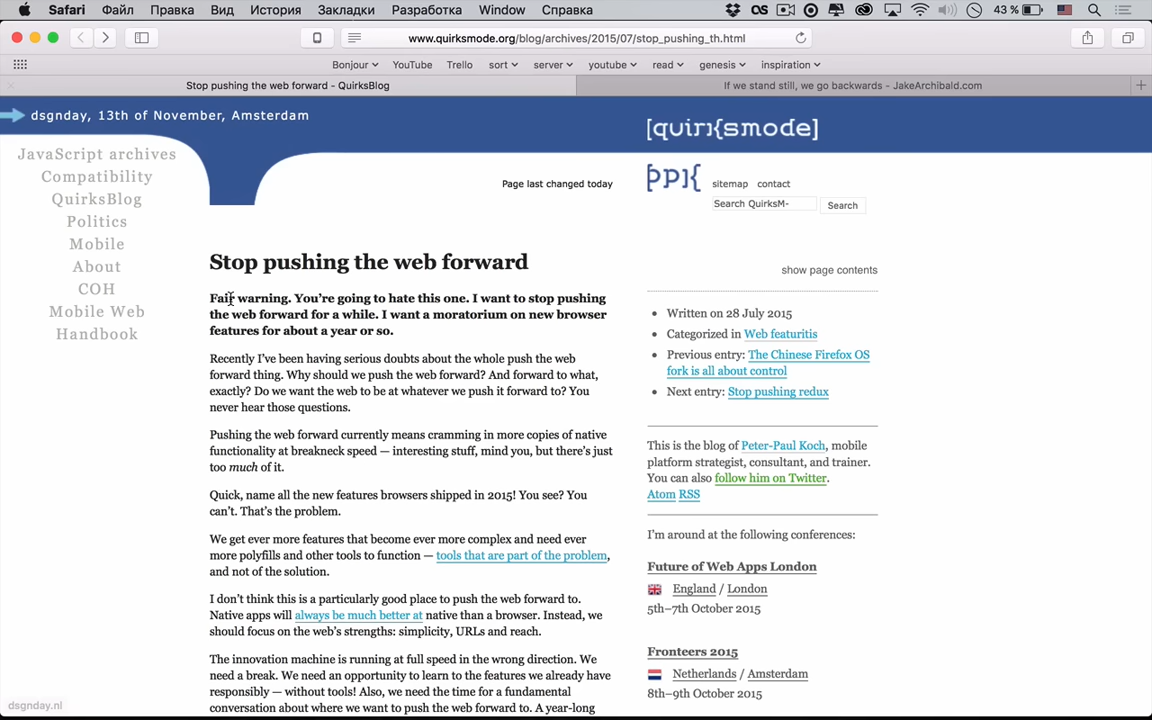 Safari Файл Правка Вид История Закладки Разработка Window Справка 43 %
www.quirksmode.org/blog/archives/2015/07/stop_pushing_th.html
Bonjour YouTube Trello sort server youtube read genesis inspiration
Stop pushing the web forward - QuirksBlog
If we stand still, we go backwards - JakeArchibald.com
dsgnday, 13th of November, Amsterdam
JavaScript archives
Compatibility
QuirksBlog
Politics
Mobile
About
COH
Mobile Web
Handbook
Page last changed today
sitemap contact
Search QuirksM- Search
Stop pushing the web forward
Fair warning. You’re going to hate this one. I want to stop pushing
the web forward for a while. I want a moratorium on new browser
features for about a year or so.
Recently I’ve been having serious doubts about the whole push the web
forward thing. Why should we push the web forward? And forward to what,
exactly? Do we want the web to be at whatever we push it forward to? You
never hear those questions.
Pushing the web forward currently means cramming in more copies of native
functionality at breakneck speed — interesting stuff, mind you, but there’s just
too much of it.
Quick, name all the new features browsers shipped in 2015! You see? You
can’t. That’s the problem.
We get ever more features that become ever more complex and need ever
more polyfills and other tools to function — tools that are part of the problem,
and not of the solution.
I don’t think this is a particularly good place to push the web forward to.
Native apps will always be much better at native than a browser. Instead, we
should focus on the web’s strengths: simplicity, URLs and reach.
The innovation machine is running at full speed in the wrong direction. We
need a break. We need an opportunity to learn to the features we already have
responsibly — without tools! Also, we need the time for a fundamental
conversation about where we want to push the web forward to. A year-long
show page contents
Written on 28 July 2015
Categorized in Web featuritis
Previous entry: The Chinese Firefox OS
fork is all about control
Next entry: Stop pushing redux
This is the blog of Peter-Paul Koch, mobile
platform strategist, consultant, and trainer.
You can also follow him on Twitter.
Atom RSS
I’m around at the following conferences:
Future of Web Apps London
England / London
5th–7th October 2015
Fronteers 2015
Netherlands / Amsterdam
8th–9th October 2015
dsgnday.nl